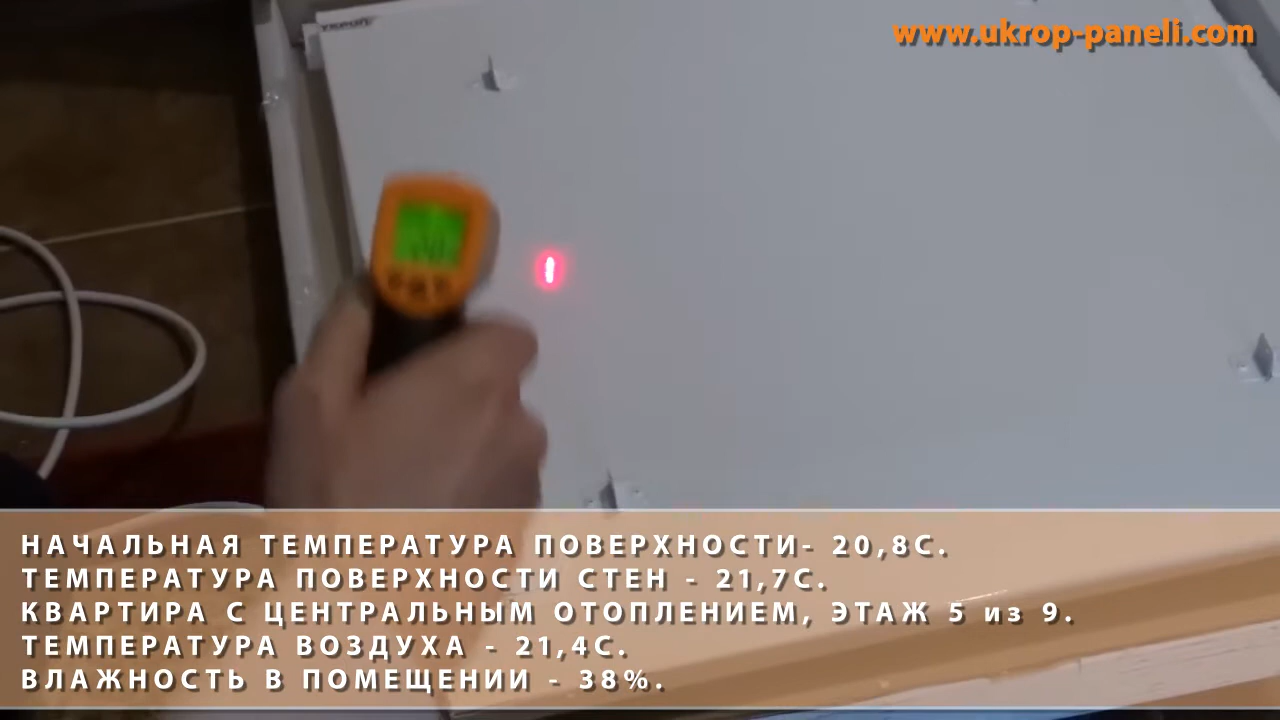 www.ukrop-paneli.com
НАЧАЛЬНАЯ ТЕМПЕРАТУРА ПОВЕРХНОСТИ- 20,8С.
ТЕМПЕРАТУРА ПОВЕРХНОСТИ СТЕН - 21,7С.
КВАРТИРА С ЦЕНТРАЛЬНЫМ ОТОПЛЕНИЕМ, ЭТАЖ 5 из 9.
ТЕМПЕРАТУРА ВОЗДУХА - 21,4С.
ВЛАЖНОСТЬ В ПОМЕЩЕНИИ - 38%.